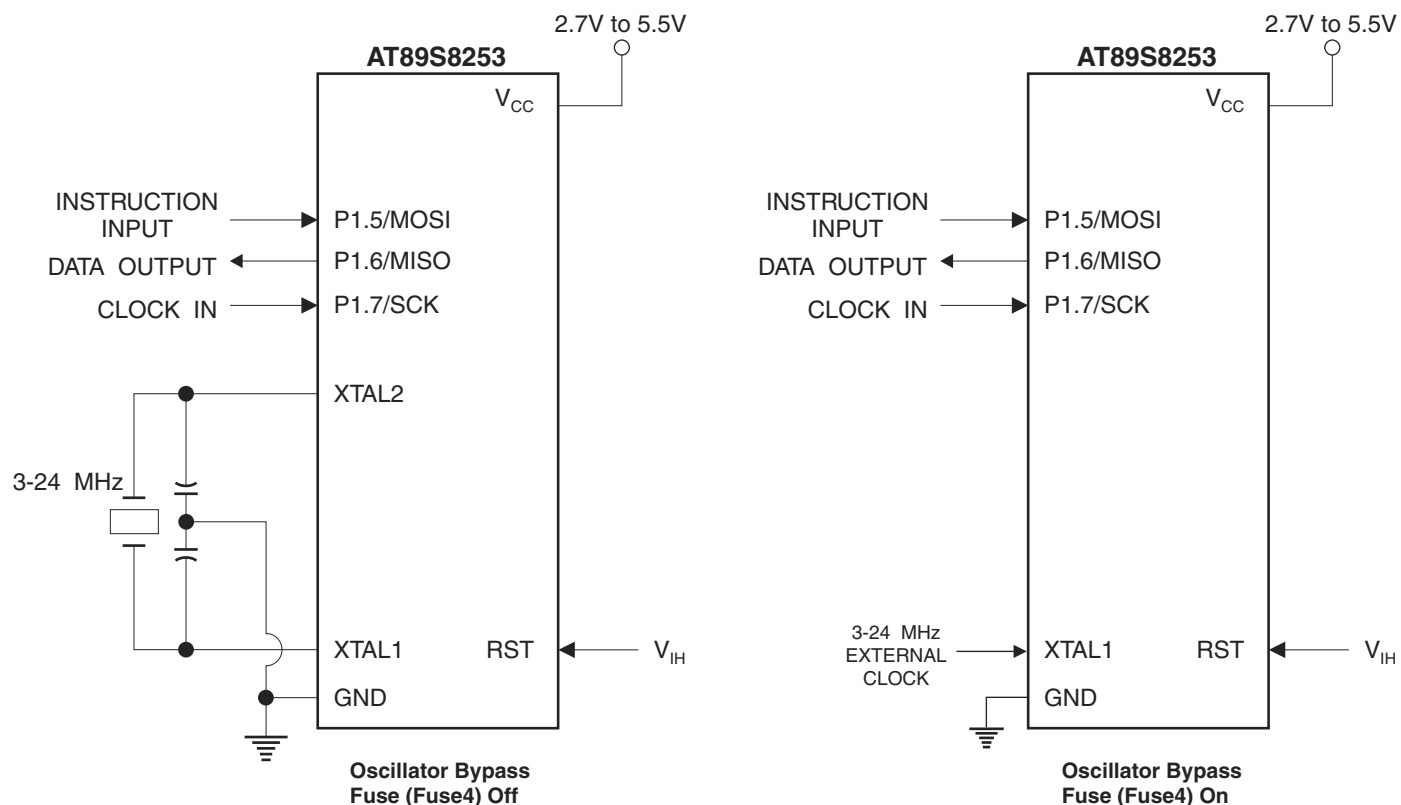 2.7V to 5.5V
AT89S8253
VCC
INSTRUCTION
INPUT
P1.5/MOSI
DATA OUTPUT
P1.6/MISO
CLOCK IN
P1.7/SCK
XTAL2
3-24 MHz
XTAL1
RST
VIH
GND
Oscillator Bypass
Fuse (Fuse4) Off
2.7V to 5.5V
AT89S8253
VCC
INSTRUCTION
INPUT
P1.5/MOSI
DATA OUTPUT
P1.6/MISO
CLOCK IN
P1.7/SCK
3-24 MHz
EXTERNAL
CLOCK
XTAL1
RST
VIH
GND
Oscillator Bypass
Fuse (Fuse4) On